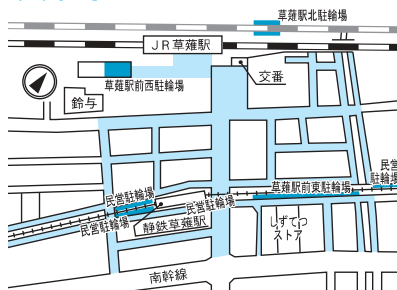 草薙駅北駐輪場
JR草薙駅
交番
草薙駅前西駐輪場
鈴与
民営
駐輪場
草薙駅前東駐輪場
民営駐輪場
民営駐輪場
民営駐輪場
静鉄草薙駅
しずてつ
ストア
南幹線